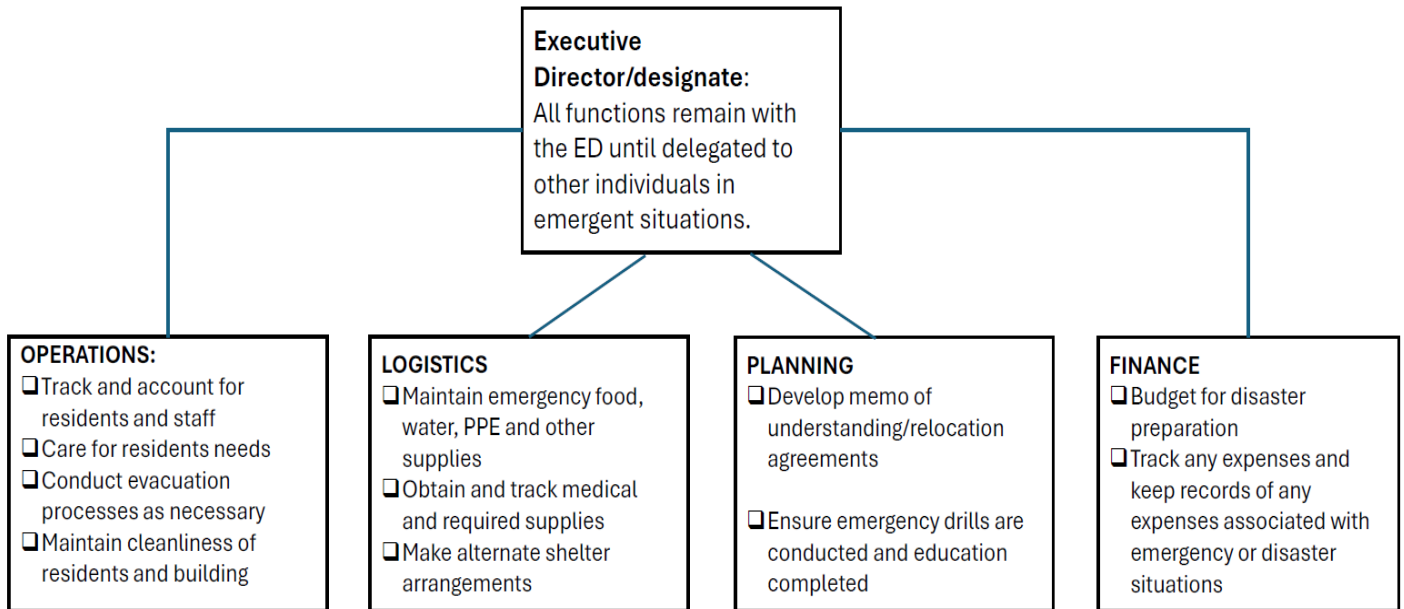 Executive
Director/designate:
All functions remain with
the ED until delegated to
other individuals in
emergent situations.
OPERATIONS:
❑Track and account for
residents and staff
❑Care for residents needs
❑Conduct evacuation
processes as necessary
❑Maintain cleanliness of
residents and building
LOGISTICS
❑Maintain emergency food,
water, PPE and other
supplies
❑Obtain and track medical
and required supplies
❑Make alternate shelter
arrangements
PLANNING
❑Develop memo of
understanding/relocation
agreements
❑Ensure emergency drills are
conducted and education
completed
FINANCE
❑Budget for disaster
preparation
❑Track any expenses and
keep records of any
expenses associated with
emergency or disaster
situations